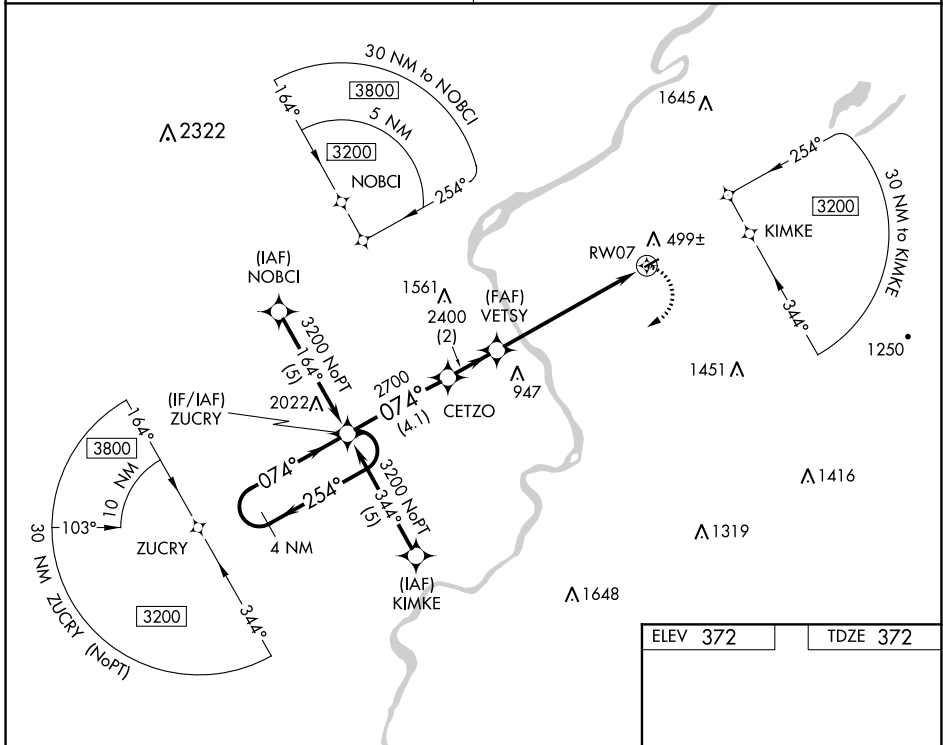 30 NM to NOBCI
3800
5 NM
3200
164°
NOBCI
254°
2322
1645
254°
30 NM to KIMKE
3200
KIMKE
344°
1250
RW07
499±
(IAF)
NOBCI
3200 NoPT
164°
(5)
1561
2400
(2)
(FAF)
VETSY
947
1451
2700
074°
(4.1)
CETZO
2022
(IF/IAF)
ZUCRY
074°
254°
4 NM
3200 NoPT
344°
(5)
(IAF)
KIMKE
164°
3800
10 NM
103°
ZUCRY
3200
344°
30 NM ZUCRY (NoPT)
1416
1319
1648
ELEV 372
TDZE 372